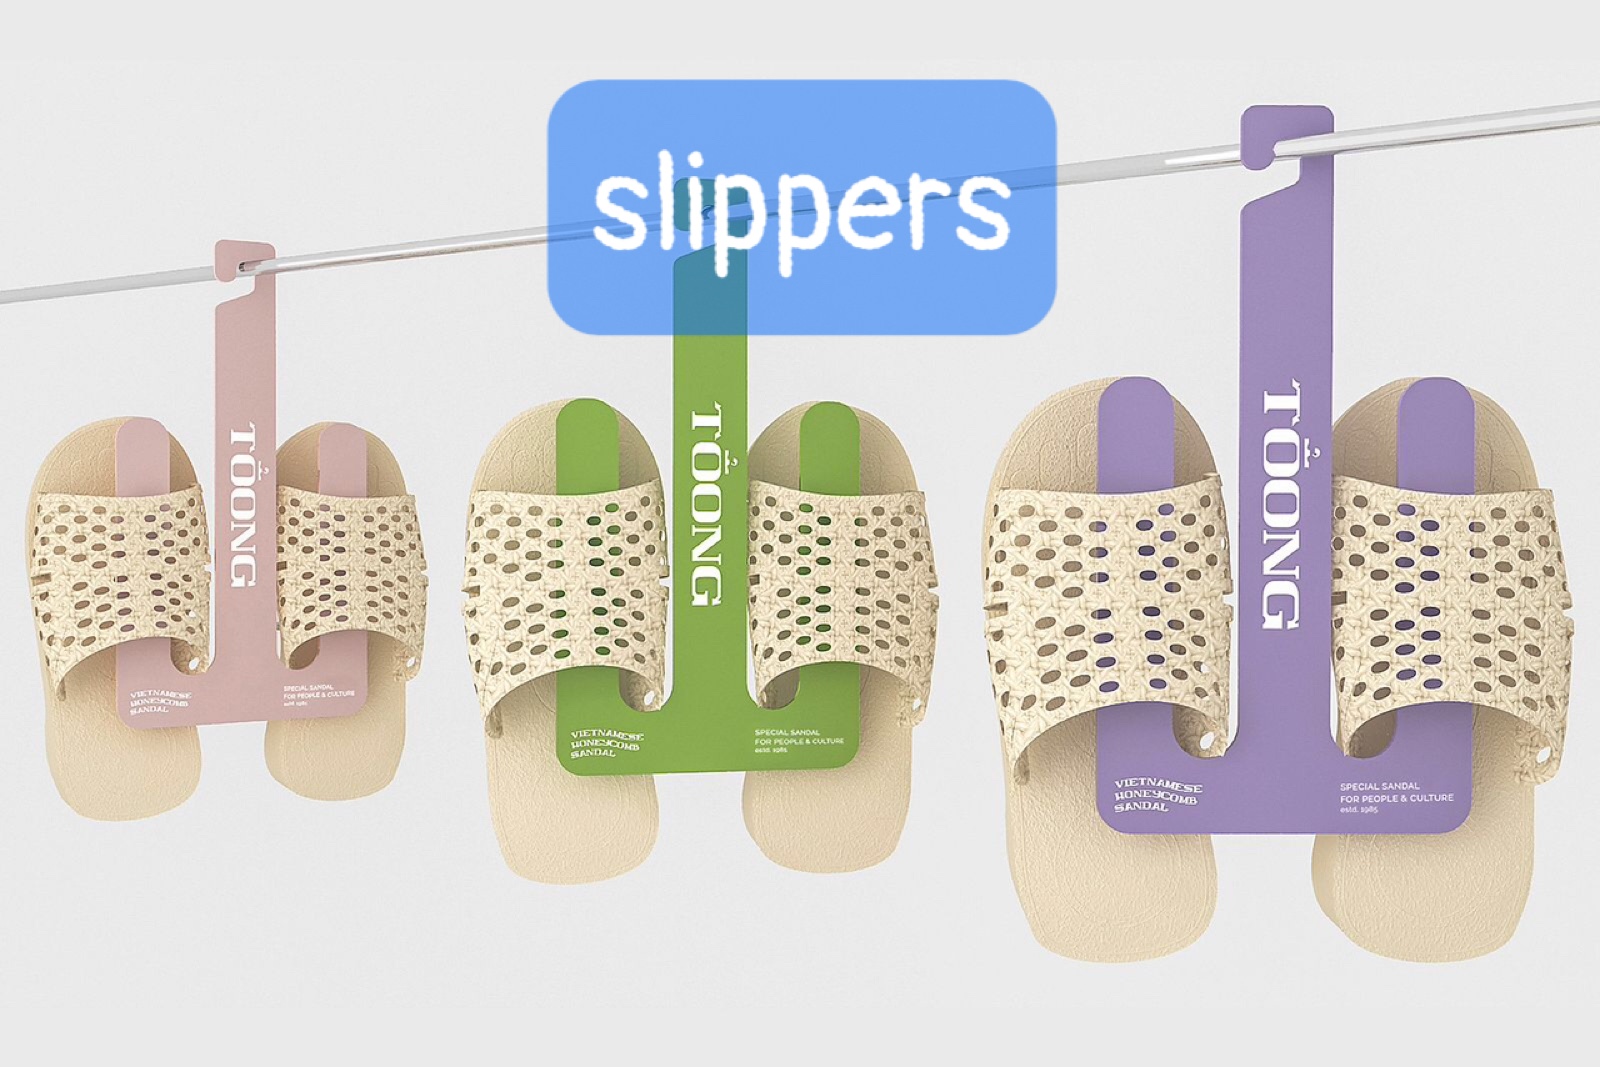 slippers
TỔONG
VIETNAMESE
HONEYCOMB
SANDAL
SPECIAL SANDAL
FOR PEOPLE & CULTURE
estd. 1985
TỔONG
VIETNAMESE
HONEYCOMB
SANDAL
SPECIAL SANDAL
FOR PEOPLE & CULTURE
estd. 1985
TỔONG
VIETNAMESE
HONEYCOMB
SANDAL
SPECIAL SANDAL
FOR PEOPLE & CULTURE
estd. 1985